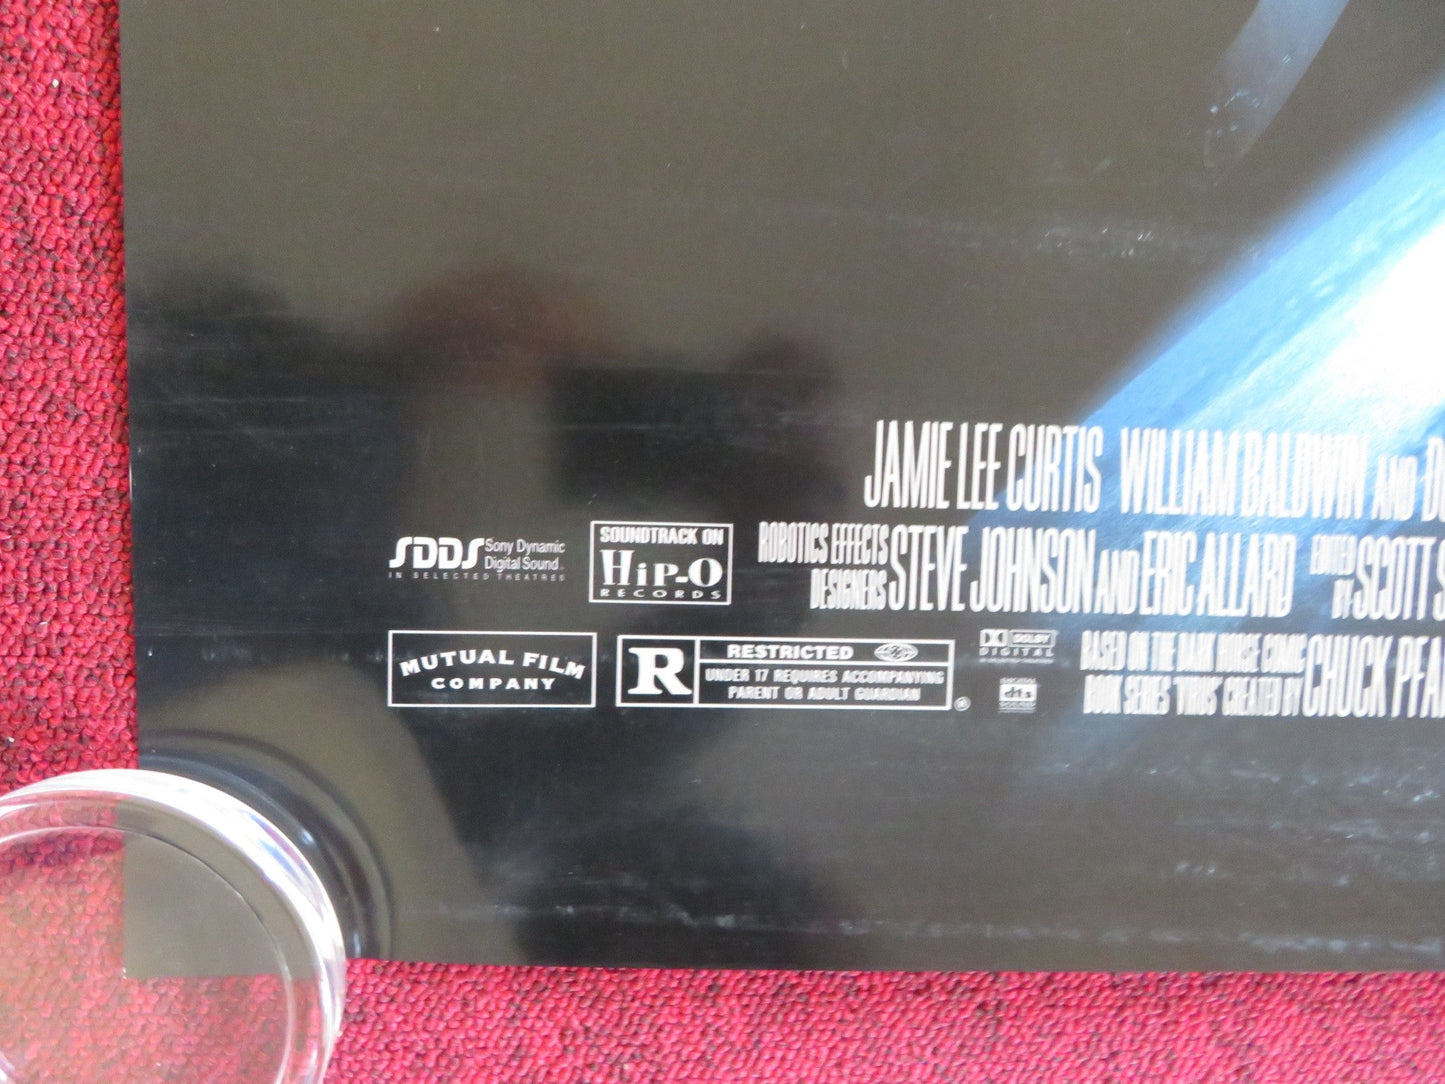 JAMIE LEE CURTIS WILLIAM BALDWIN AND
SDDS Sony Dynamic
Digital Sound
IN SELECTED THEATRES
SOUNDTRACK ON
HiP-O
RECORDS
ROBOTICS EFFECTS
DESIGNERS STEVE JOHNSON AND ERIC ALLARD
EDITED
BY SCOTT S
MUTUAL FILM
COMPANY
R RESTRICTED
UNDER 17 REQUIRES ACCOMPANYING
PARENT OR ADULT GUARDIAN
®
DOLBY
DIGITAL
dts
BASED ON THE DARK HORSE COMIC
BOOK SERIES "VIRUS" CREATED BY CHUCK PFA